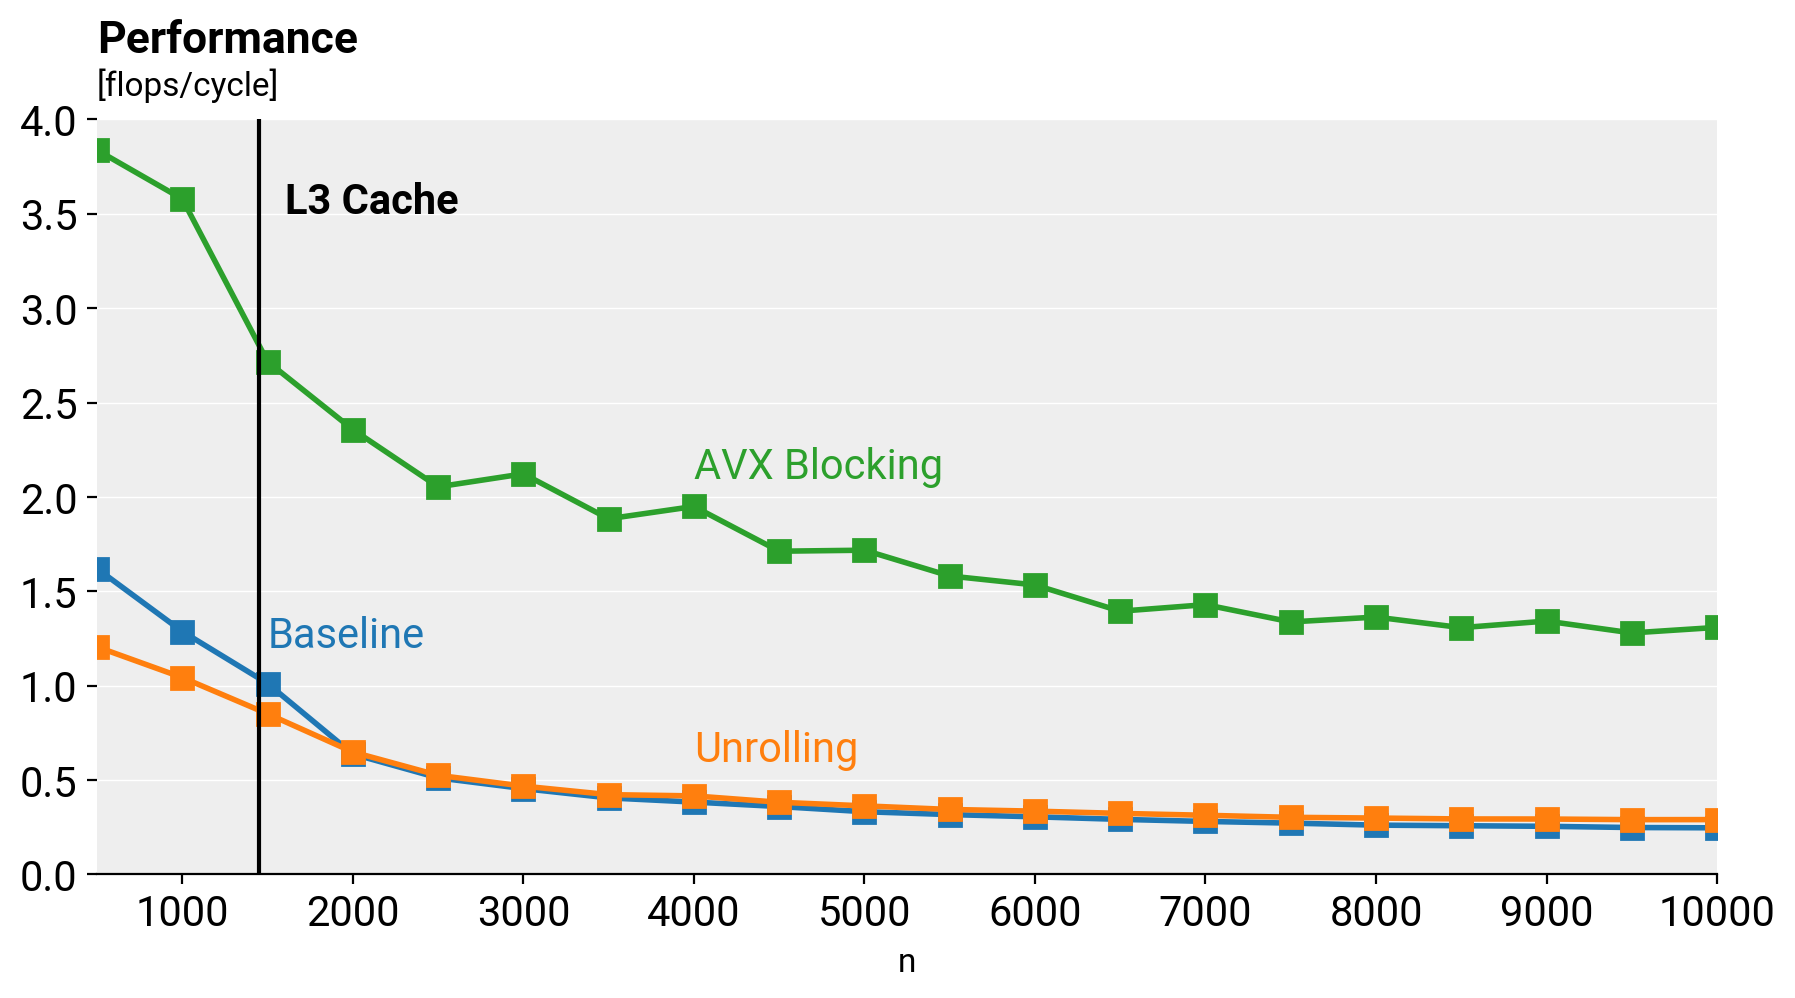 Performance
[flops/cycle]
4.0
3.5
3.0
2.5
2.0
1.5
1.0
0.5
0.0
L3 Cache
AVX Blocking
Baseline
Unrolling
1000 2000 3000 4000 5000 6000 7000 8000 9000 10000
n